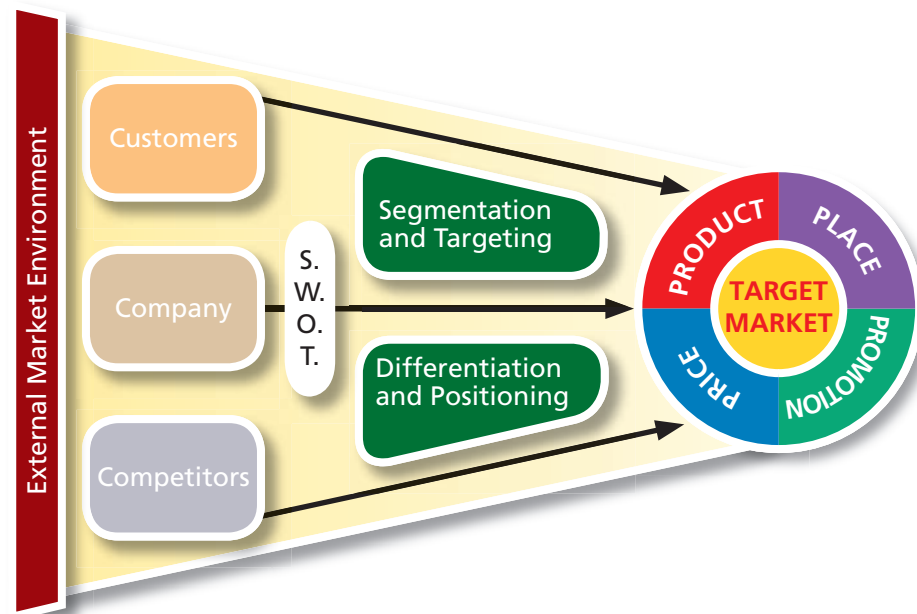 External Market Environment
Customers
Company
Competitors
S.
W.
O.
T.
Segmentation
and Targeting
Differentiation
and Positioning
PRODUCT
PLACE
PRICE
PROMOTION
TARGET
MARKET